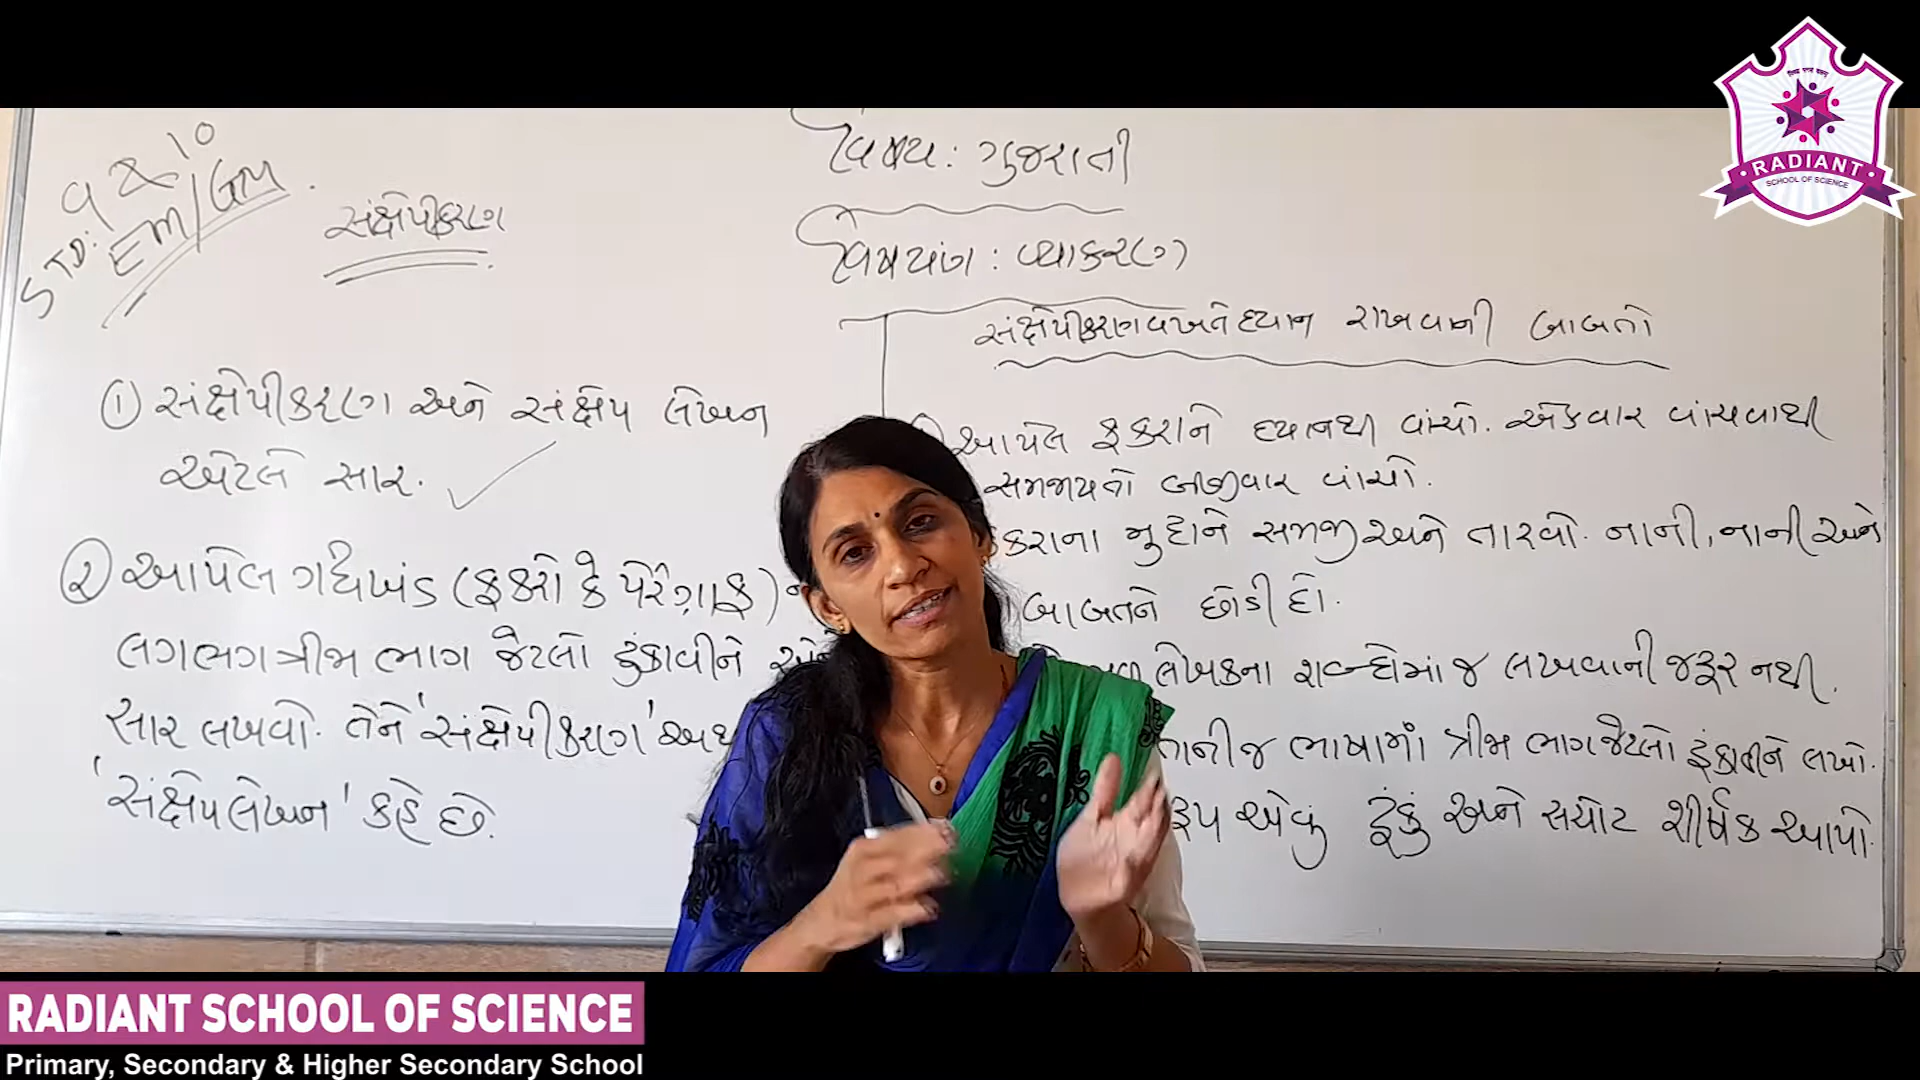 STD: 9 & 10
EM/GM
સંક્ષેપીકરણ
વિષય: ગુજરાતી
વિષયાંગ: વ્યાકરણ
① સંક્ષેપીકરણ અને સંક્ષેપ લેખન
એટલે સાર.
② આપેલ ગદ્યખંડ (ફકરો કે પેરેગ્રાફ)
લગભગ ત્રીજા ભાગ જેટલો ટુંકાવીને
સાર લખવો. તેને 'સંક્ષેપીકરણ'
'સંક્ષેપલેખન' કહે છે.
સંક્ષેપીકરણ વખતે ધ્યાન રાખવાની બાબતો
આપેલ ફકરાને ધ્યાનથી વાંચો. એકવાર વાંચવાથી
સમજાય તો બીજીવાર વાંચો.
ફકરાના મુદ્દાને સમજી અને તારવો. નાની, નાની અને
બાબતને છોડી દો.
લેખકના શબ્દોમાં જ લખવાની જરૂર નથી.
જ ભાષામાં ત્રીજા ભાગ જેટલો ટૂંકાવીને લખો.
એવું ટૂંકું અને સચોટ શીર્ષક આપો.
RADIANT
SCHOOL OF SCIENCE
RADIANT SCHOOL OF SCIENCE
Primary, Secondary & Higher Secondary School